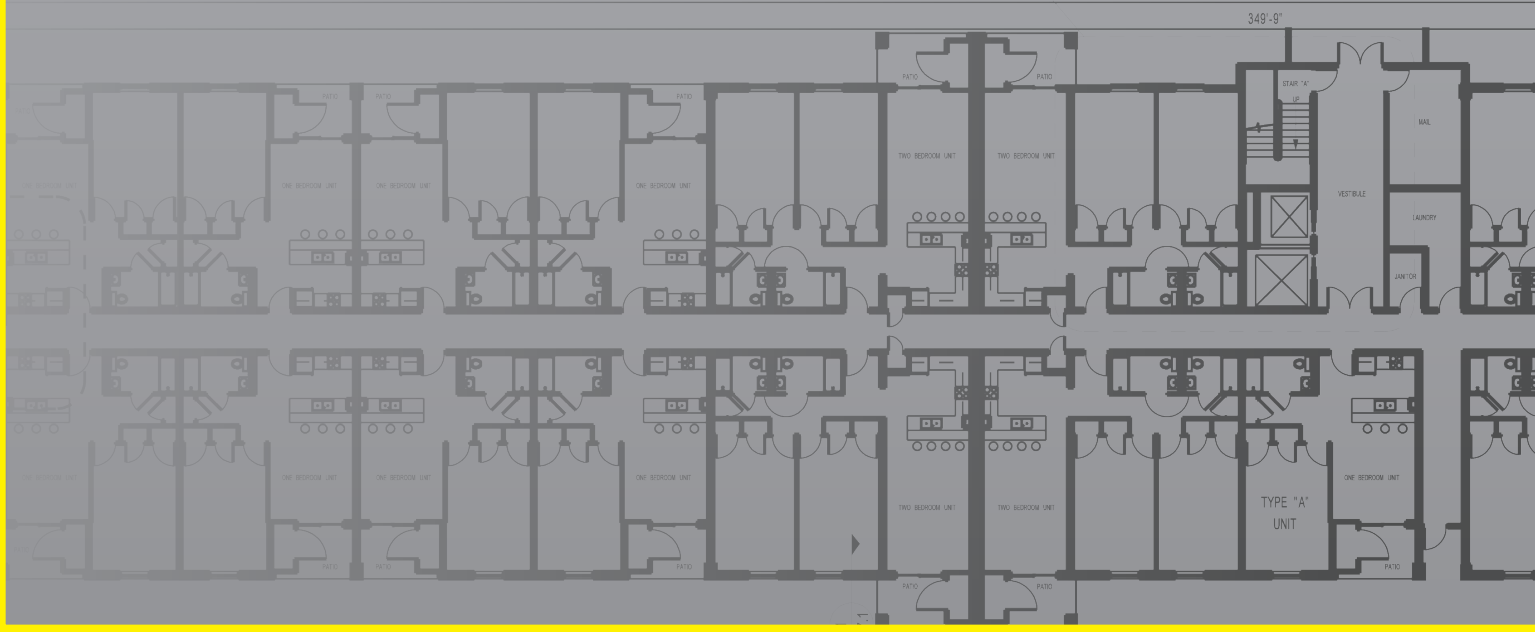 349'-9"
PATIO
PATIO
PATIO
PATIO
PATIO
STAIR "A"
UP
MAIL
TWO BEDROOM UNIT
TWO BEDROOM UNIT
ONE BEDROOM UNIT
ONE BEDROOM UNIT
ONE BEDROOM UNIT
VESTIBULE
LAUNDRY
JANITOR
ONE BEDROOM UNIT
ONE BEDROOM UNIT
ONE BEDROOM UNIT
ONE BEDROOM UNIT
TYPE "A"
UNIT
TWO BEDROOM UNIT
TWO BEDROOM UNIT
PATIO
PATIO
PATIO
PATIO
PATIO
PATIO